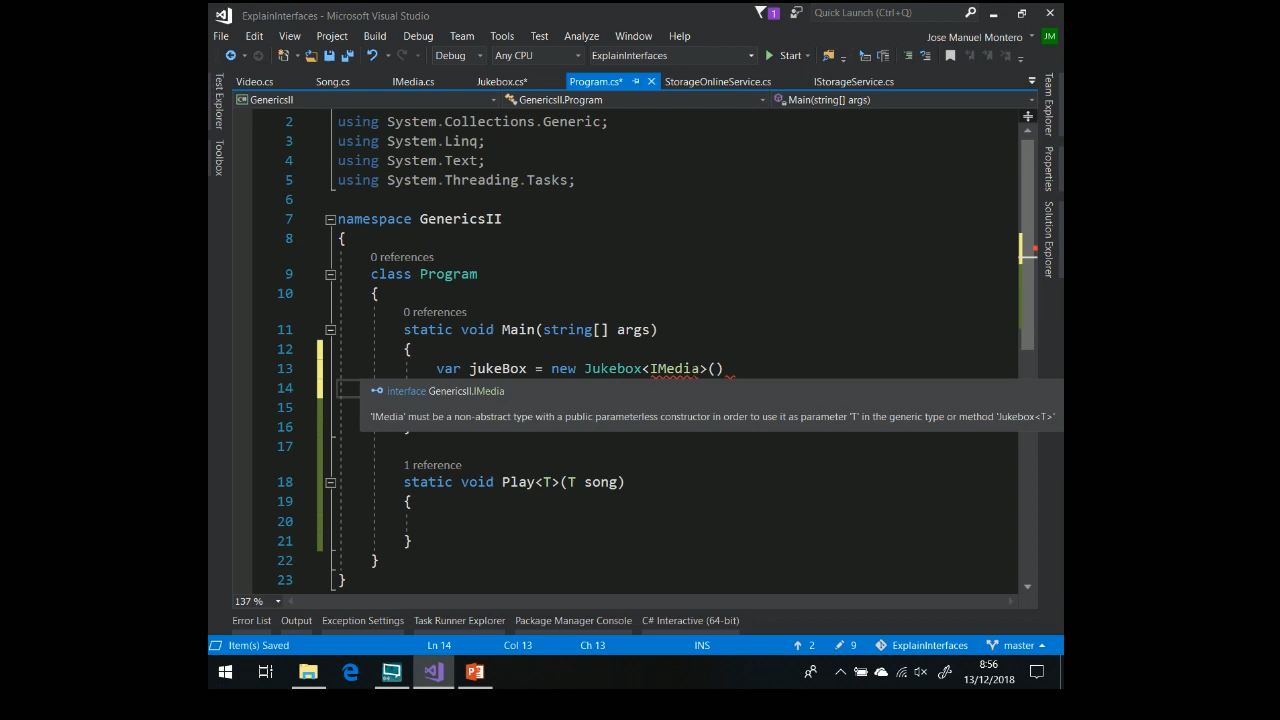 ExplainInterfaces - Microsoft Visual Studio
1
Quick Launch (Ctrl+Q)
File Edit View Project Build Debug Team Tools Test Analyze Window Help
Jose Manuel Montero
JM
Debug Any CPU ExplainInterfaces Start
Test Explorer
Toolbox
Video.cs Song.cs IMedia.cs Jukebox.cs* Program.cs* StorageOnlineService.cs IStorageService.cs
GenericsII GenericsII.Program Main(string[] args)
Team Explorer
Properties
Solution Explorer
2 using System.Collections.Generic;
3 using System.Linq;
4 using System.Text;
5 using System.Threading.Tasks;
6
7 namespace GenericsII
8 {
0 references
9 class Program
10 {
0 references
11 static void Main(string[] args)
12 {
13 var jukeBox = new Jukebox<IMedia>()
14
interface GenericsII.IMedia
15
'IMedia' must be a non-abstract type with a public parameterless constructor in order to use it as parameter 'T' in the generic type or method 'Jukebox<T>'
16 }
17
1 reference
18 static void Play<T>(T song)
19 {
20
21 }
22 }
23 }
137 %
Error List Output Exception Settings Task Runner Explorer Package Manager Console C# Interactive (64-bit)
Item(s) Saved Ln 14 Col 13 Ch 13 INS 2 9 ExplainInterfaces master
8:56
13/12/2018